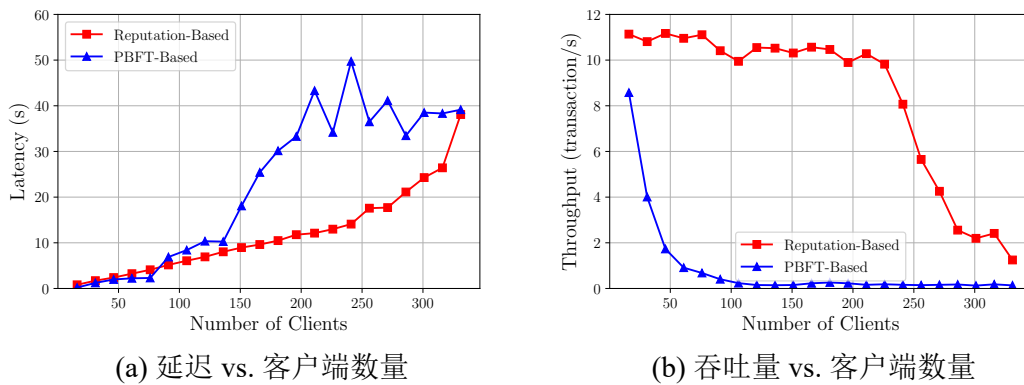 60
50
40
30
20
10
0
Latency (s)
Reputation-Based
PBFT-Based
50 100 150 200 250 300
Number of Clients
(a) 延迟 vs. 客户端数量
12
10
8
6
4
2
0
Throughput (transaction/s)
Reputation-Based
PBFT-Based
50 100 150 200 250 300
Number of Clients
(b) 吞吐量 vs. 客户端数量